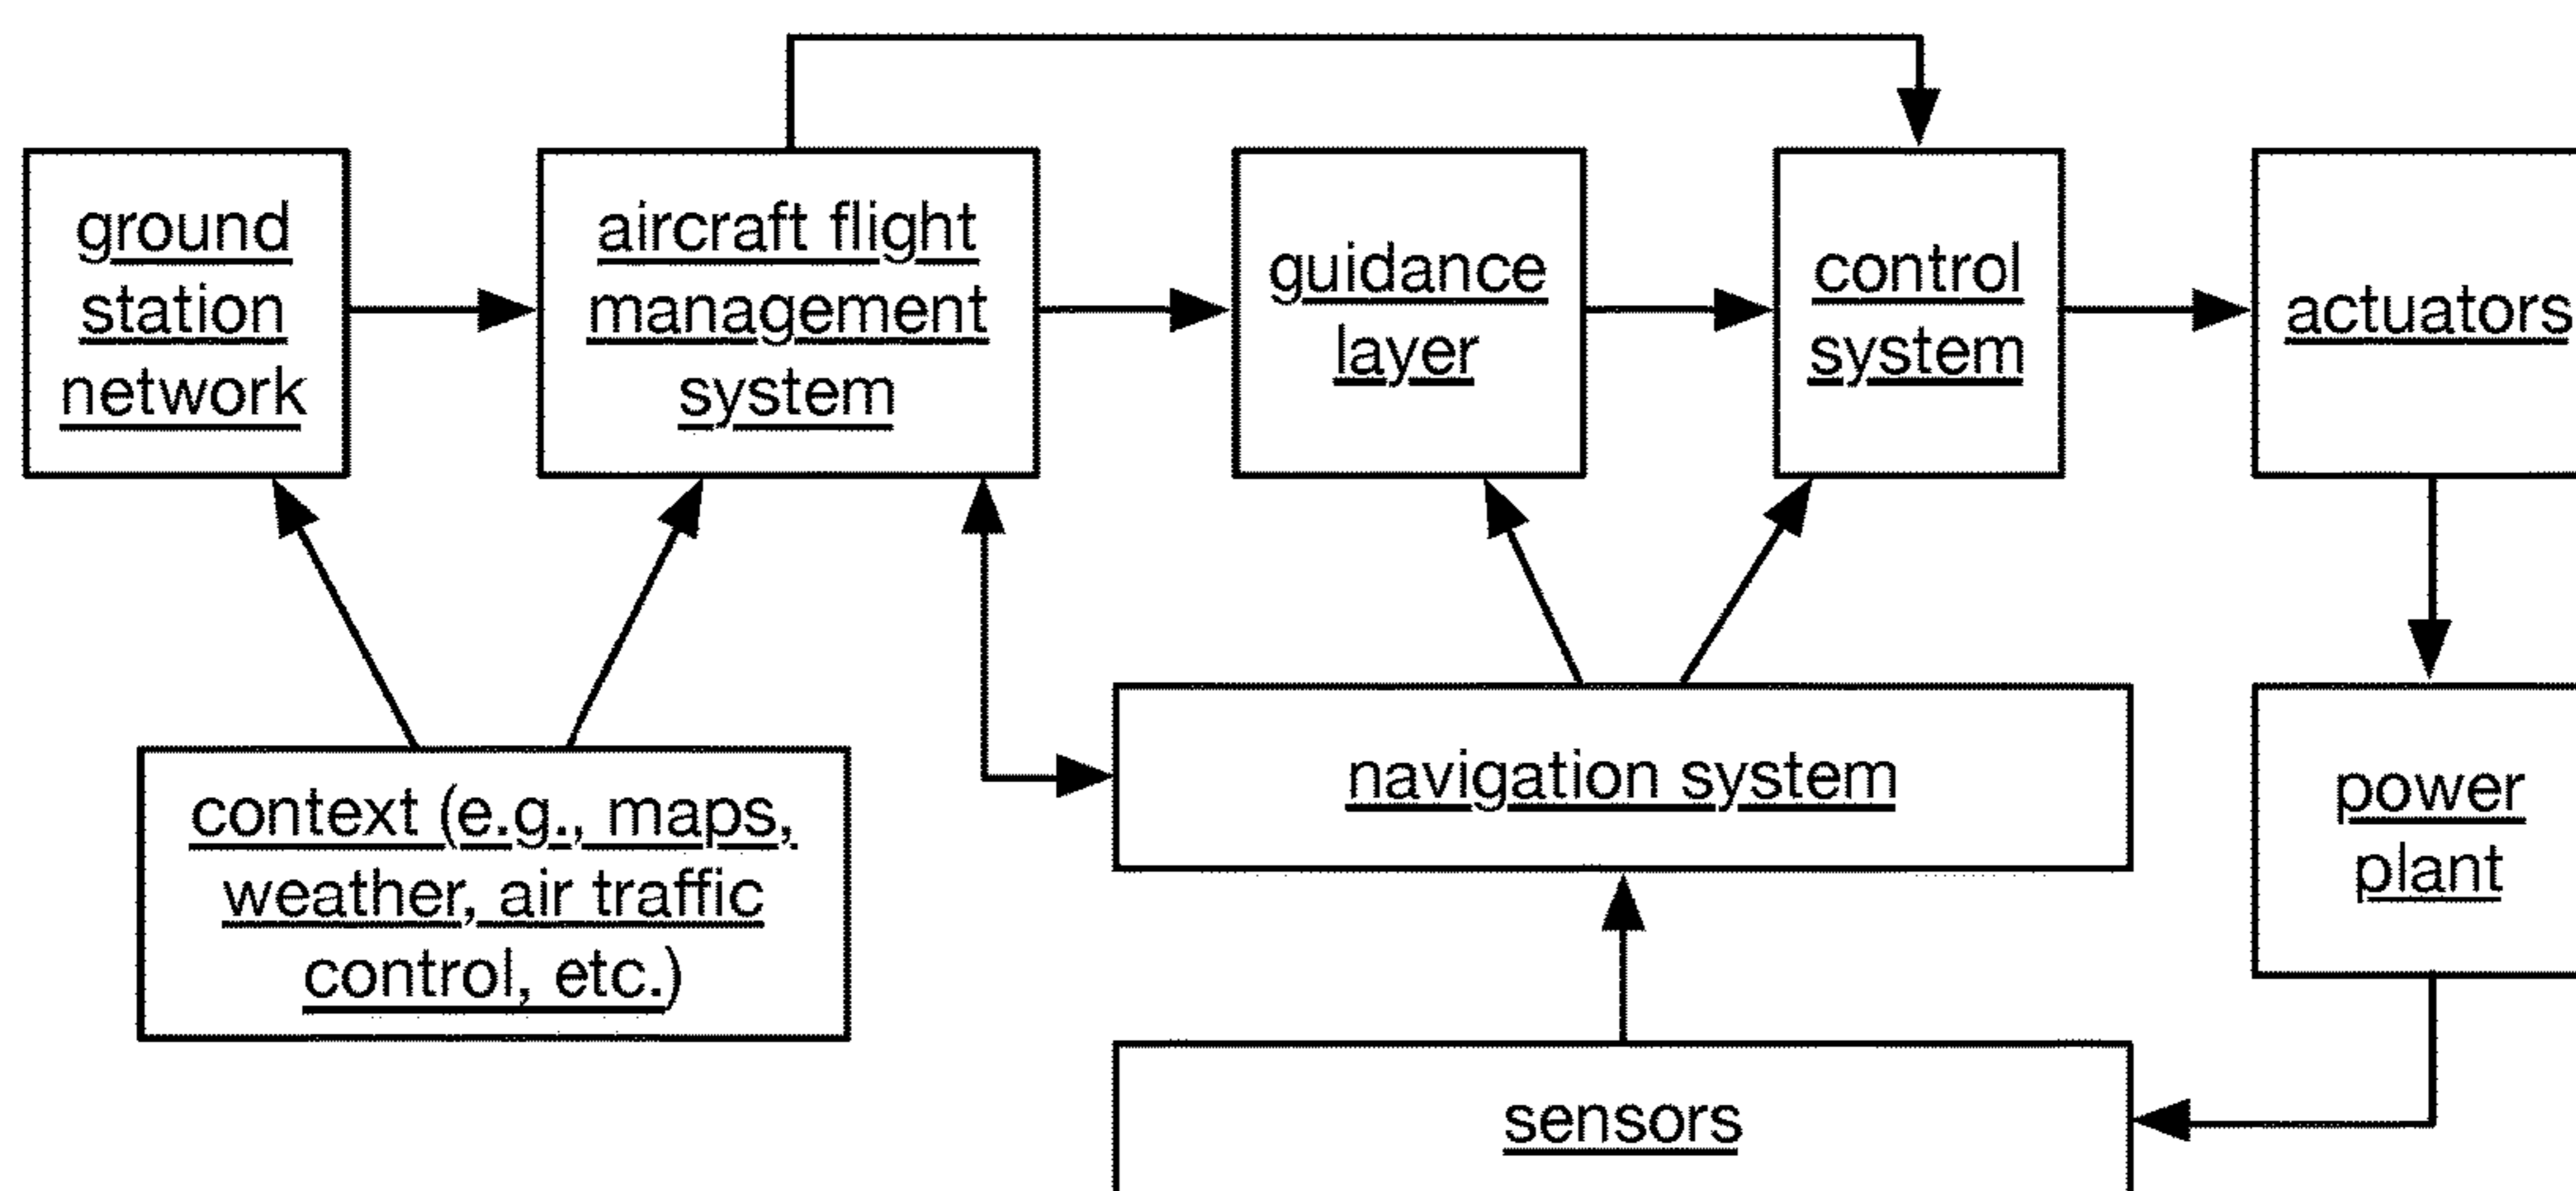 ground
station
network
aircraft flight
management
system
guidance
layer
control
system
actuators
context (e.g., maps,
weather, air traffic
control, etc.)
navigation system
power
plant
sensors